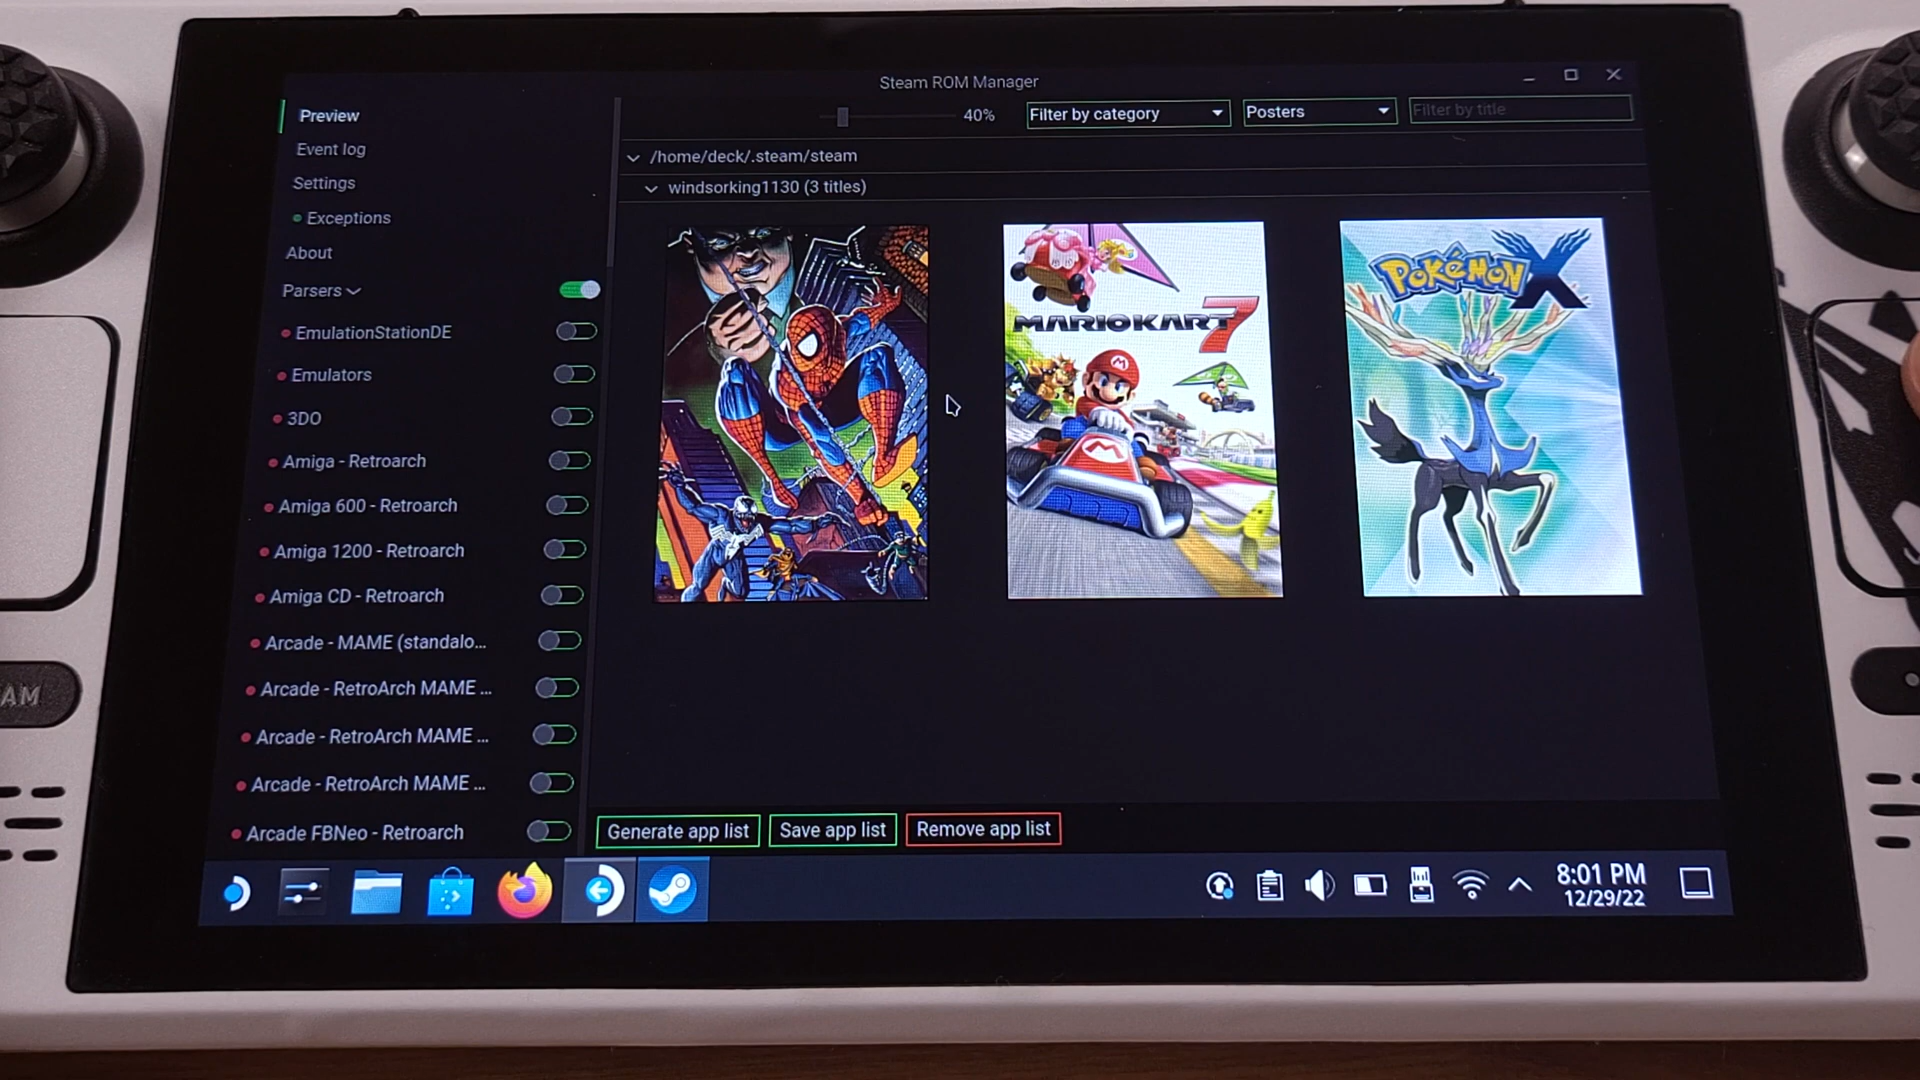 Steam ROM Manager
Preview
Event log
Settings
Exceptions
About
Parsers
EmulationStationDE
Emulators
3DO
Amiga - Retroarch
Amiga 600 - Retroarch
Amiga 1200 - Retroarch
Amiga CD - Retroarch
Arcade - MAME (standalo...
Arcade - RetroArch MAME ...
Arcade - RetroArch MAME ...
Arcade - RetroArch MAME ...
Arcade FBNeo - Retroarch
40%
Filter by category
Posters
Filter by title
/home/deck/.steam/steam
windsorking1130 (3 titles)
MARIOKART 7
M
M
POKéMON X
Generate app list
Save app list
Remove app list
AM
8:01 PM
12/29/22